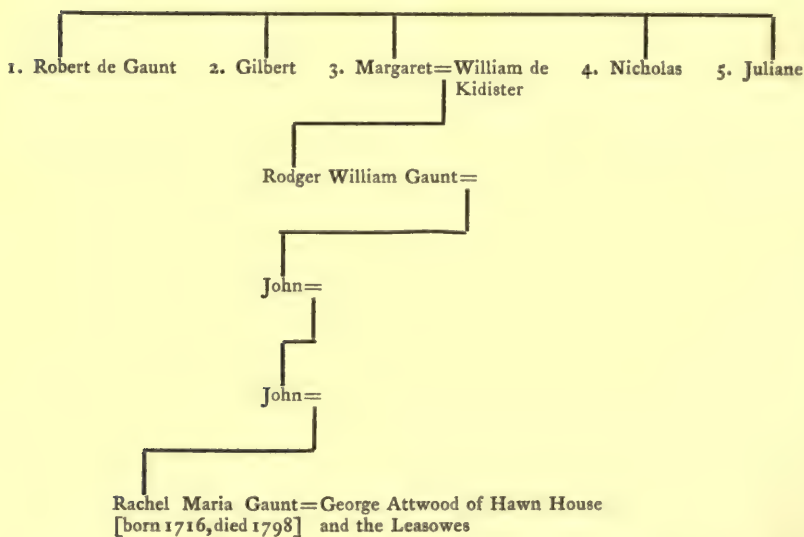 1. Robert de Gaunt 2. Gilbert 3. Margaret=William de 4. Nicholas 5. Juliane
Kidister
Rodger William Gaunt=
John=
John=
Rachel Maria Gaunt=George Attwood of Hawn House
[born 1716, died 1798] and the Leasowes